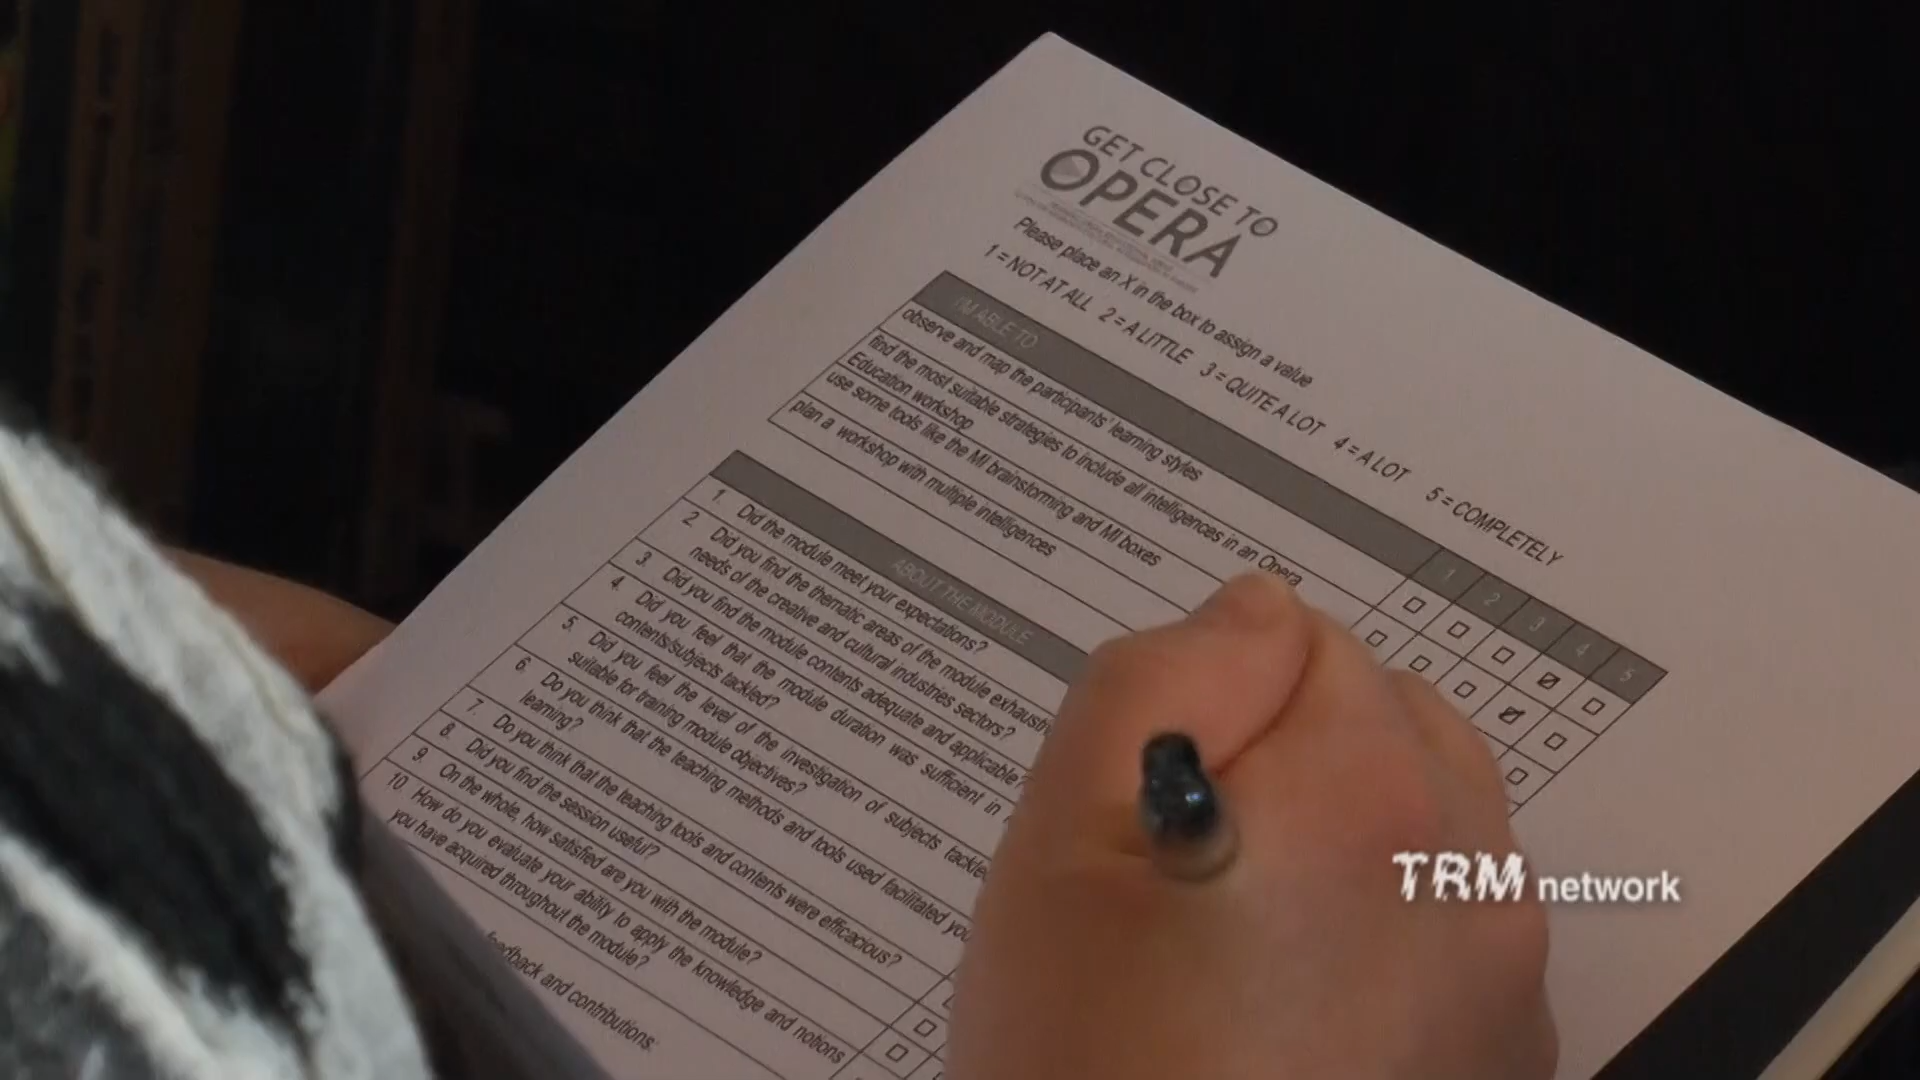 GET CLOSE TO
OPERA
Please place an X in the box to assign a value
1 = NOT AT ALL 2 = A LITTLE 3 = QUITE A LOT 4 = A LOT 5 = COMPLETELY
I'M ABLE TO 1 2 3 4 5
observe and map the participants' learning styles
find the most suitable strategies to include all intelligences in an Opera
Education workshop
use some tools like the MI brainstorming and MI boxes
plan a workshop with multiple intelligences
ABOUT THE MODULE
1. Did the module meet your expectations?
2. Did you find the thematic areas of the module
needs of the creative and cultural industries sectors?
3. Did you find the module contents adequate and applicable?
4. Did you feel that the module duration was sufficient in
contents/subjects tackled?
5. Did you feel the level of the investigation of subjects
suitable for training module objectives?
6. Do you think that the teaching methods and tools used facilitated
learning?
7. Do you think that the teaching tools and contents were efficacious?
8. Did you find the session useful?
9. On the whole, how satisfied are you with the module?
10 How do you evaluate your ability to apply the knowledge and notions
you have acquired throughout the module?
feedback and contributions:
TRM network